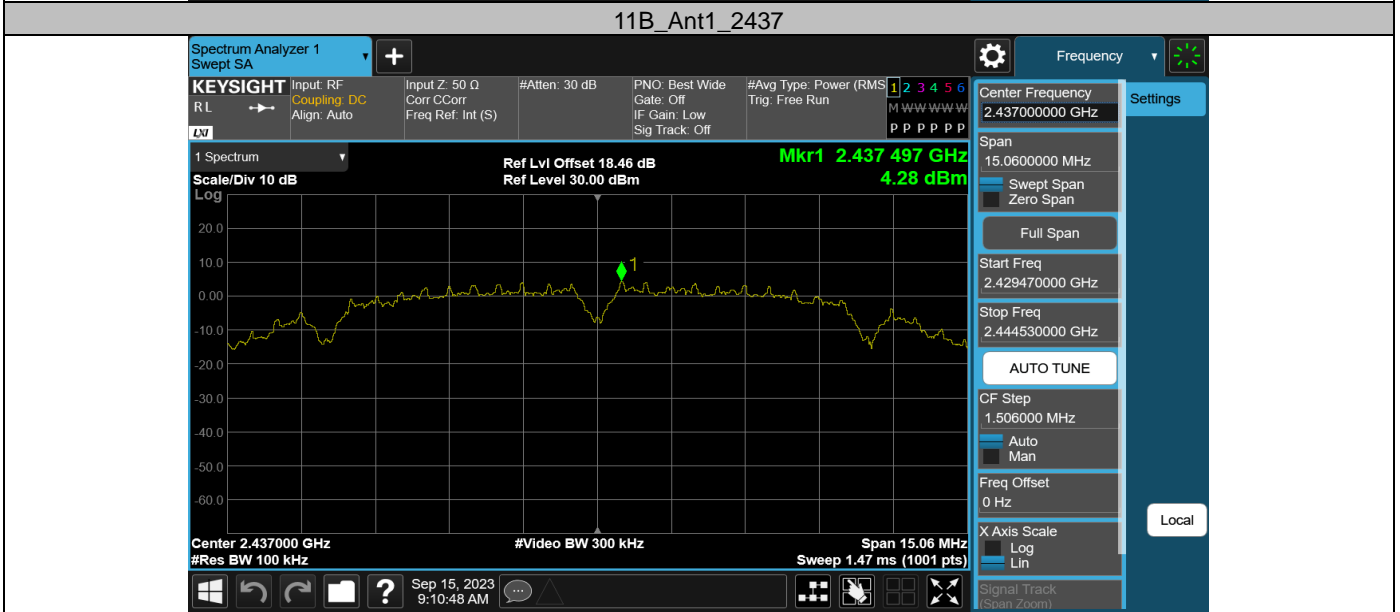 11B_Ant1_2437
Spectrum Analyzer 1
Swept SA
+
Frequency
KEYSIGHT
R L
LXI
Input: RF
Coupling: DC
Align: Auto
Input Z: 50 Ω
Corr CCorr
Freq Ref: Int (S)
#Atten: 30 dB
PNO: Best Wide
Gate: Off
IF Gain: Low
Sig Track: Off
#Avg Type: Power (RMS
Trig: Free Run
1 2 3 4 5 6
M W W W W W
P P P P P P
1 Spectrum
Scale/Div 10 dB
Log
Ref Lvl Offset 18.46 dB
Ref Level 30.00 dBm
Mkr1 2.437 497 GHz
4.28 dBm
1
20.0
10.0
0.00
-10.0
-20.0
-30.0
-40.0
-50.0
-60.0
Center 2.437000 GHz
#Video BW 300 kHz
Span 15.06 MHz
#Res BW 100 kHz
Sweep 1.47 ms (1001 pts)
?
Sep 15, 2023
9:10:48 AM
Center Frequency
2.437000000 GHz
Settings
Span
15.0600000 MHz
Swept Span
Zero Span
Full Span
Start Freq
2.429470000 GHz
Stop Freq
2.444530000 GHz
AUTO TUNE
CF Step
1.506000 MHz
Auto
Man
Freq Offset
0 Hz
Local
X Axis Scale
Log
Lin
Signal Track
(Span Zoom)